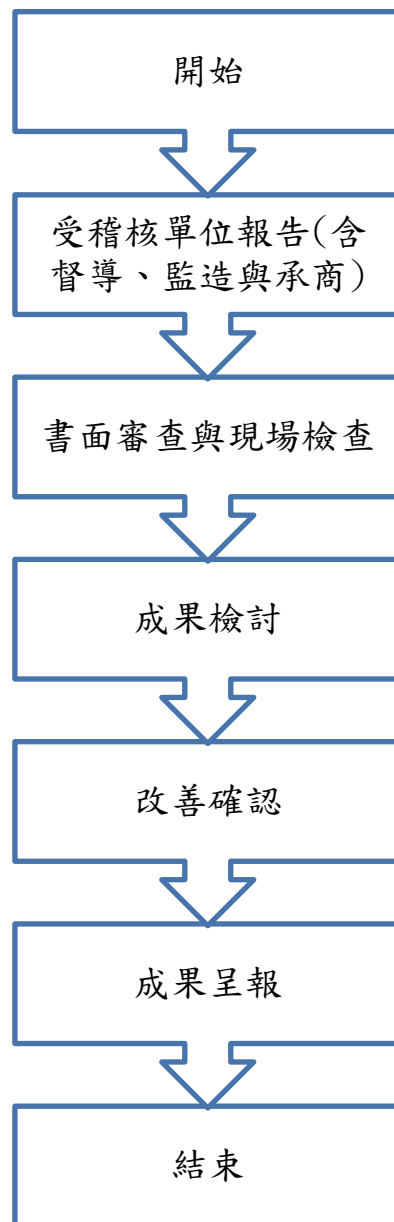 開始
受稽核單位報告(含
督導、監造與承商)
書面審查與現場檢查
成果檢討
改善確認
成果呈報
結束